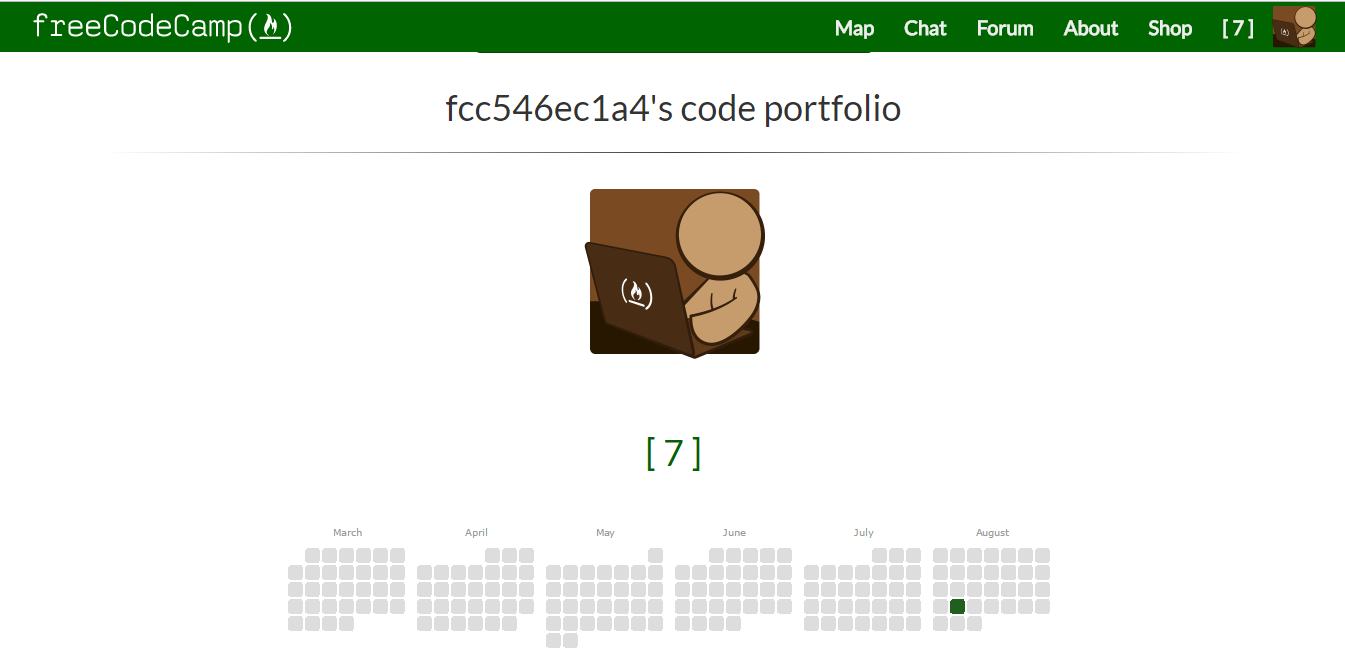 freeCodeCamp(🔥) Map Chat Forum About Shop [ 7 ]
fcc546ec1a4's code portfolio
[ 7 ]
March April May June July August